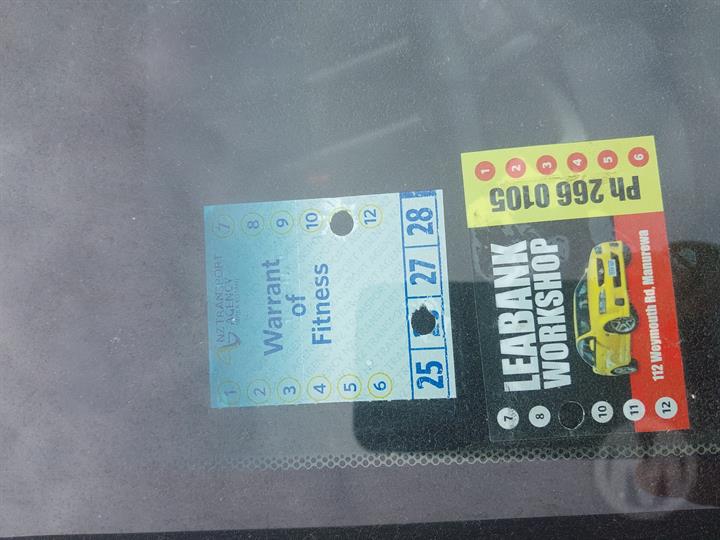 NZ TRANSPORT
AGENCY
Warrant
of
Fitness
1 2 3 4 5 6
7 8 9 10 12
25 27 28
LEABANK
WORKSHOP
112 Weymouth Rd, Manurewa
7 8 10 11 12
Ph 266 0105
1 2 3 4 5 6